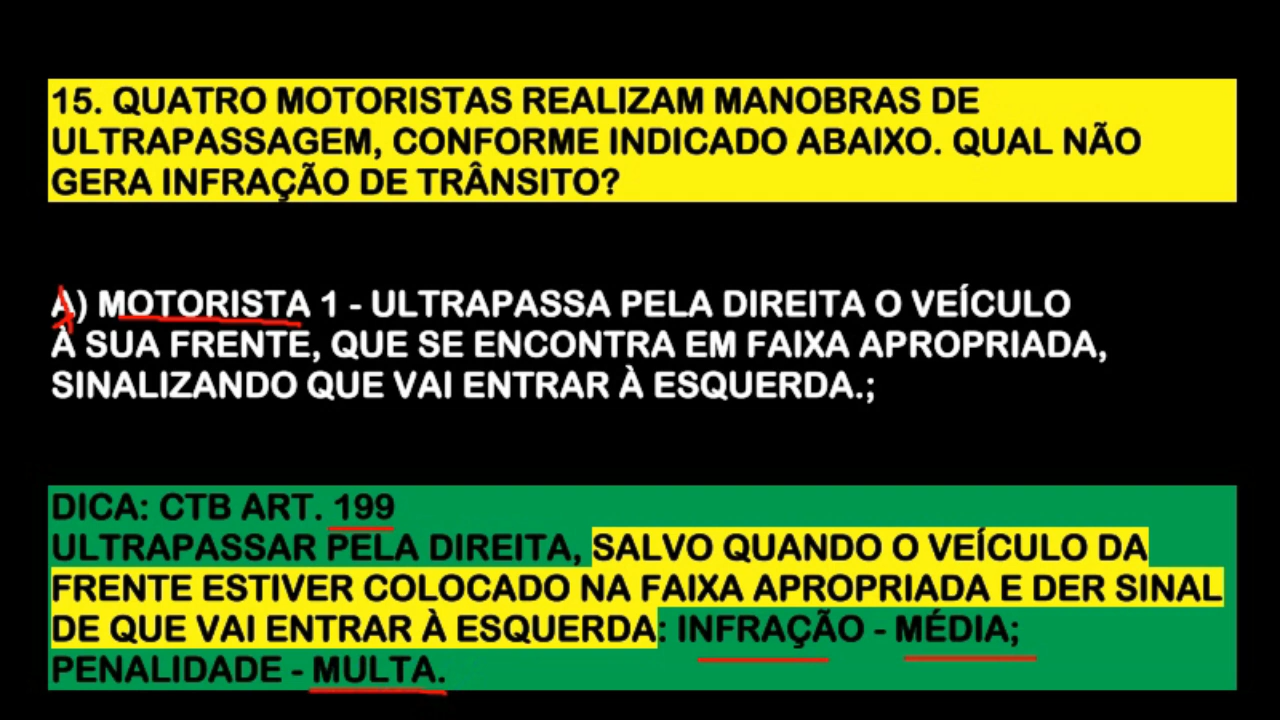 15. QUATRO MOTORISTAS REALIZAM MANOBRAS DE
ULTRAPASSAGEM, CONFORME INDICADO ABAIXO. QUAL NÃO
GERA INFRAÇÃO DE TRÂNSITO?
A) MOTORISTA 1 - ULTRAPASSA PELA DIREITA O VEÍCULO
À SUA FRENTE, QUE SE ENCONTRA EM FAIXA APROPRIADA,
SINALIZANDO QUE VAI ENTRAR À ESQUERDA.;
DICA: CTB ART. 199
ULTRAPASSAR PELA DIREITA, SALVO QUANDO O VEÍCULO DA
FRENTE ESTIVER COLOCADO NA FAIXA APROPRIADA E DER SINAL
DE QUE VAI ENTRAR À ESQUERDA: INFRAÇÃO - MÉDIA;
PENALIDADE - MULTA.